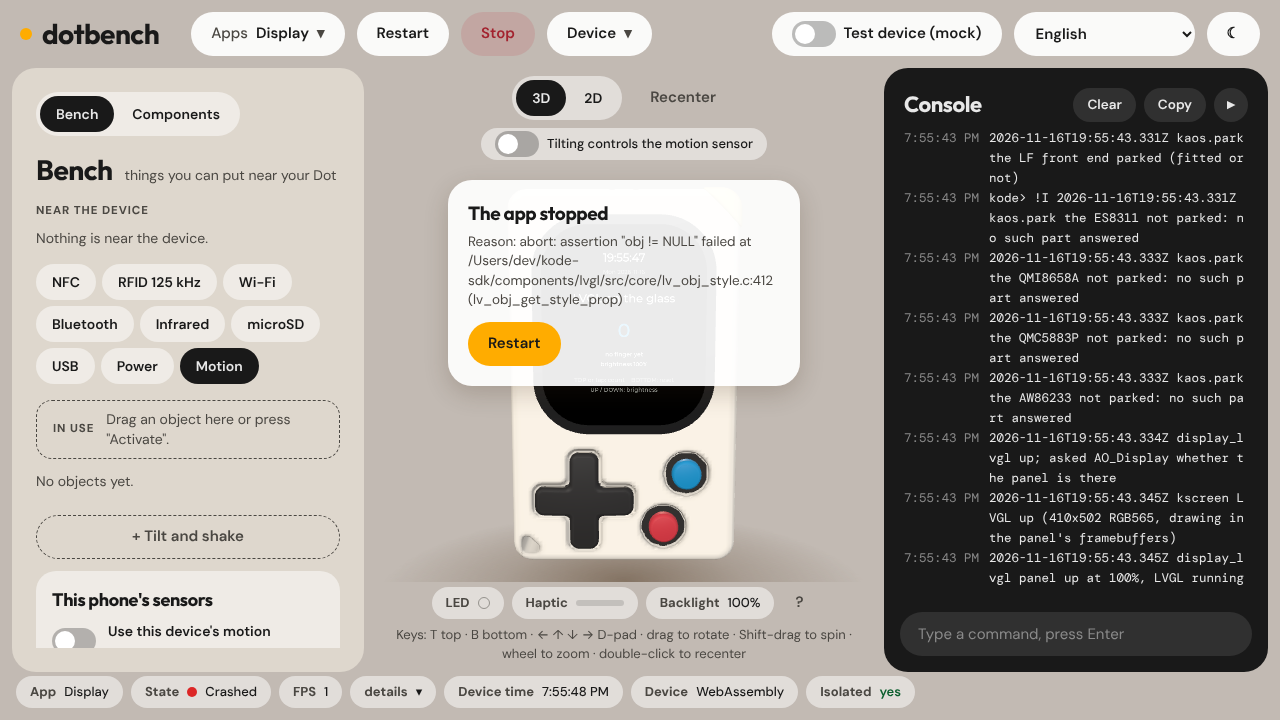 dotbench
Apps Display ▾
Restart
Stop
Device ▾
Test device (mock)
English
Bench
Components
Bench things you can put near your Dot
NEAR THE DEVICE
Nothing is near the device.
NFC
RFID 125 kHz
Wi-Fi
Bluetooth
Infrared
microSD
USB
Power
Motion
IN USE
Drag an object here or press
"Activate".
No objects yet.
+ Tilt and shake
This phone's sensors
Use this device's motion
3D
2D
Recenter
Tilting controls the motion sensor
The app stopped
Reason: abort: assertion "obj != NULL" failed at
/Users/dev/kode-
sdk/components/lvgl/src/core/lv_obj_style.c:412
(lv_obj_get_style_prop)
Restart
19:55:47
the glass
0
no finger yet
brightness 100%
UP / DOWN: brightness
LED
Haptic
Backlight 100%
?
Keys: T top · B bottom · ← ↑ ↓ → D-pad · drag to rotate · Shift-drag to spin ·
wheel to zoom · double-click to recenter
Console
Clear
Copy
7:55:43 PM 2026-11-16T19:55:43.331Z kaos.park
the LF front end parked (fitted or
not)
7:55:43 PM kode> !I 2026-11-16T19:55:43.331Z
kaos.park the ES8311 not parked: n
o such part answered
7:55:43 PM 2026-11-16T19:55:43.332Z kaos.park
the QMI8658A not parked: no such p
art answered
7:55:43 PM 2026-11-16T19:55:43.333Z kaos.park
the QMC5883P not parked: no such p
art answered
7:55:43 PM 2026-11-16T19:55:43.333Z kaos.park
the AW86233 not parked: no such pa
rt answered
7:55:43 PM 2026-11-16T19:55:43.334Z display_l
vgl up; asked AO_Display whether t
he panel is there
7:55:43 PM 2026-11-16T19:55:43.345Z kscreen L
VGL up (410x502 RGB565, drawing in
the panel's framebuffers)
7:55:43 PM 2026-11-16T19:55:43.345Z display_l
vgl panel up at 100%, LVGL running
Type a command, press Enter
App Display
State Crashed
FPS 1
details ▾
Device time 7:55:48 PM
Device WebAssembly
Isolated yes